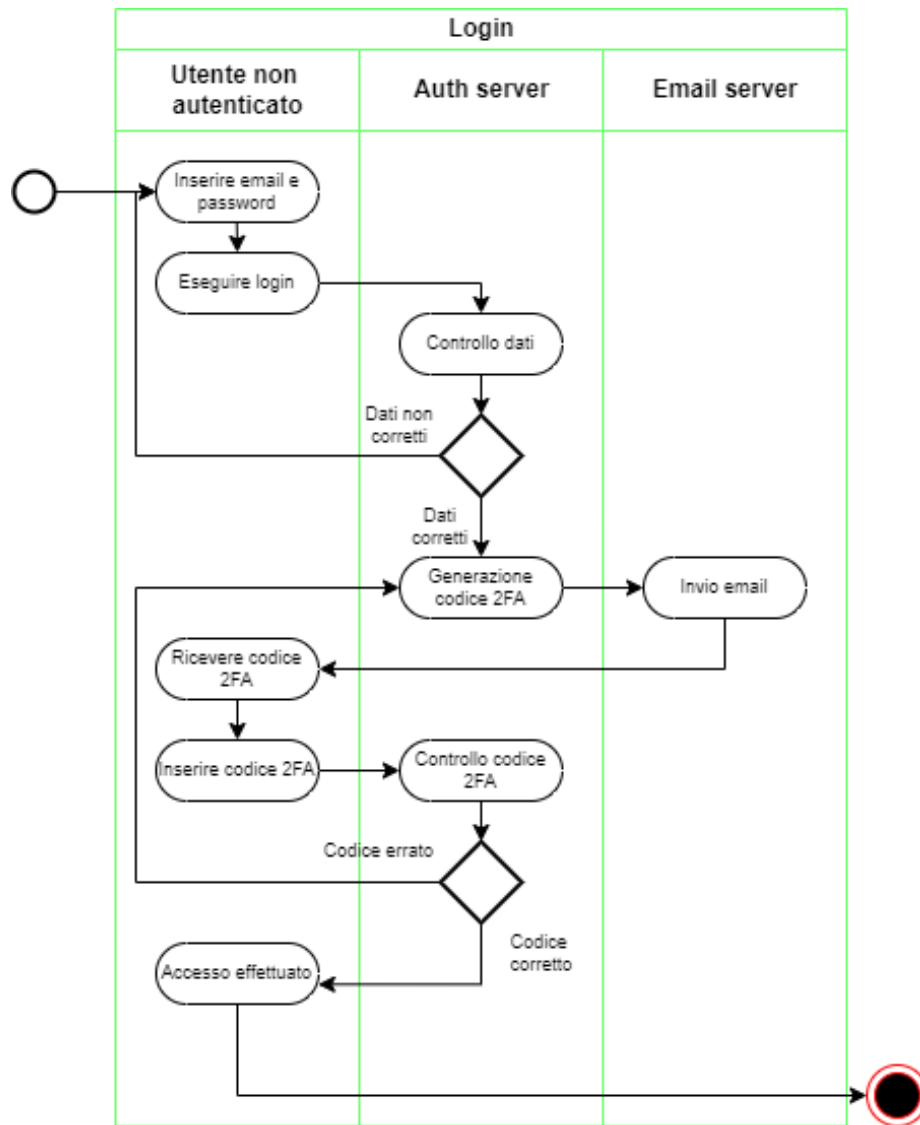 Login
Utente non
autenticato
Auth server
Email server
Inserire email e
password
Eseguire login
Controllo dati
Dati non
corretti
Dati
corretti
Generazione
codice 2FA
Invio email
Ricevere codice
2FA
Inserire codice 2FA
Controllo codice
2FA
Codice errato
Codice
corretto
Accesso effettuato